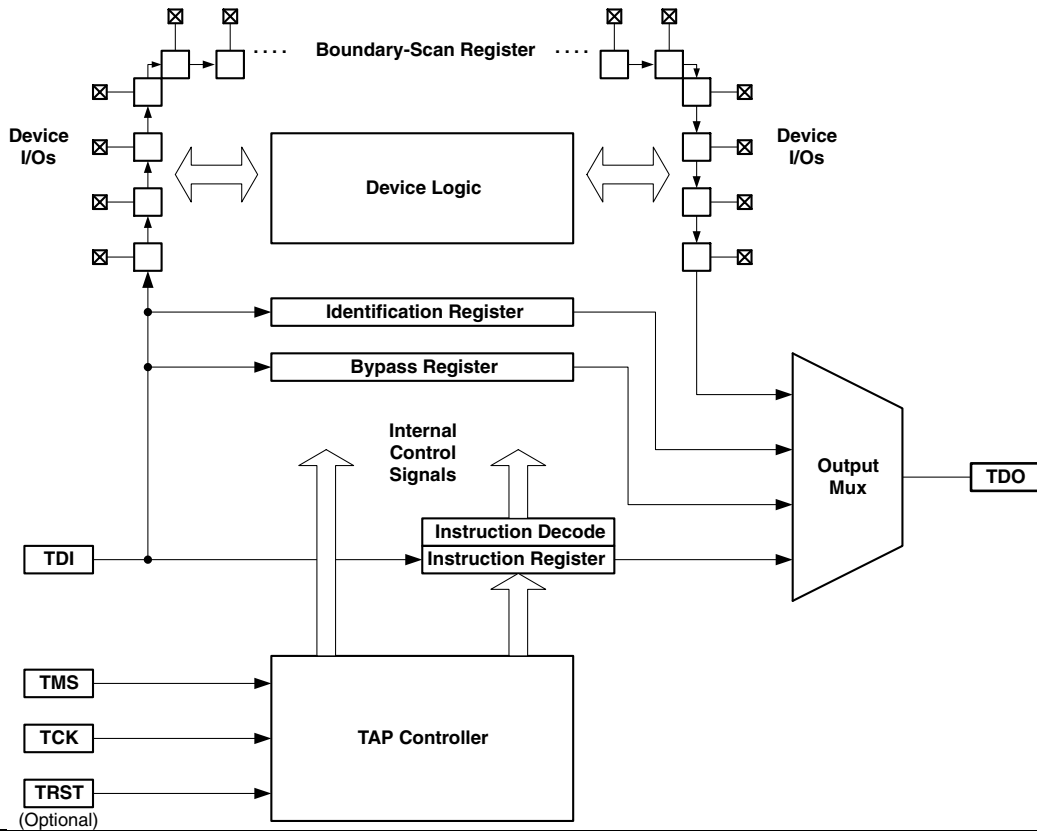 .... Boundary-Scan Register ....
Device
I/Os
Device
I/Os
Device Logic
Identification Register
Bypass Register
Internal
Control
Signals
Output
Mux
TDO
Instruction Decode
TDI
Instruction Register
TMS
TCK
TAP Controller
TRST
(Optional)